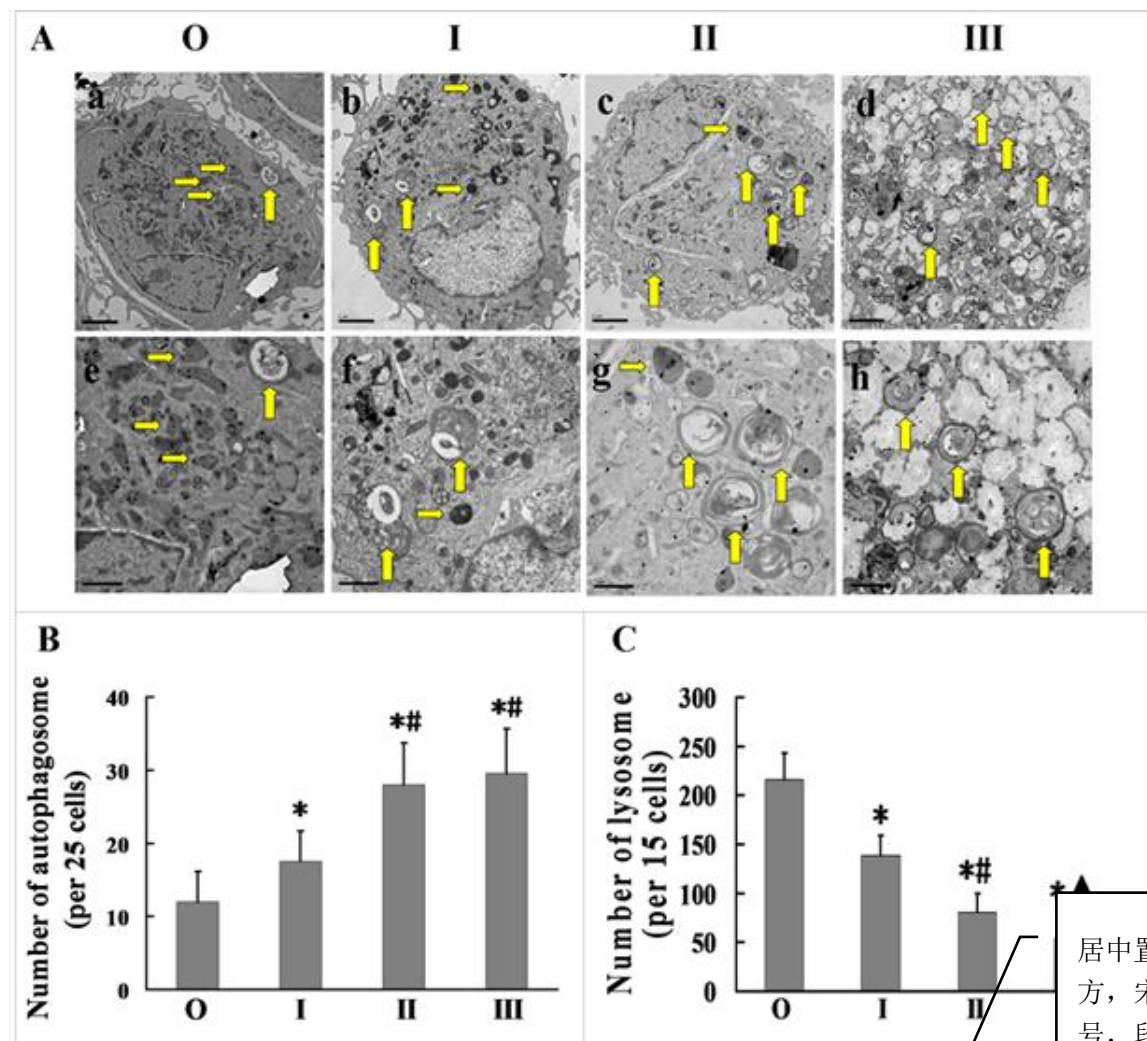 A O I II III
a b c d
e f g h
B
Number of autophagosome
(per 25 cells)
40
30
20
10
0
*
*#
*#
O I II III
C
Number of lysosome
(per 15 cells)
300
250
200
150
100
50
0
*
*#
*
O I II
居中置
方，宋
号，段